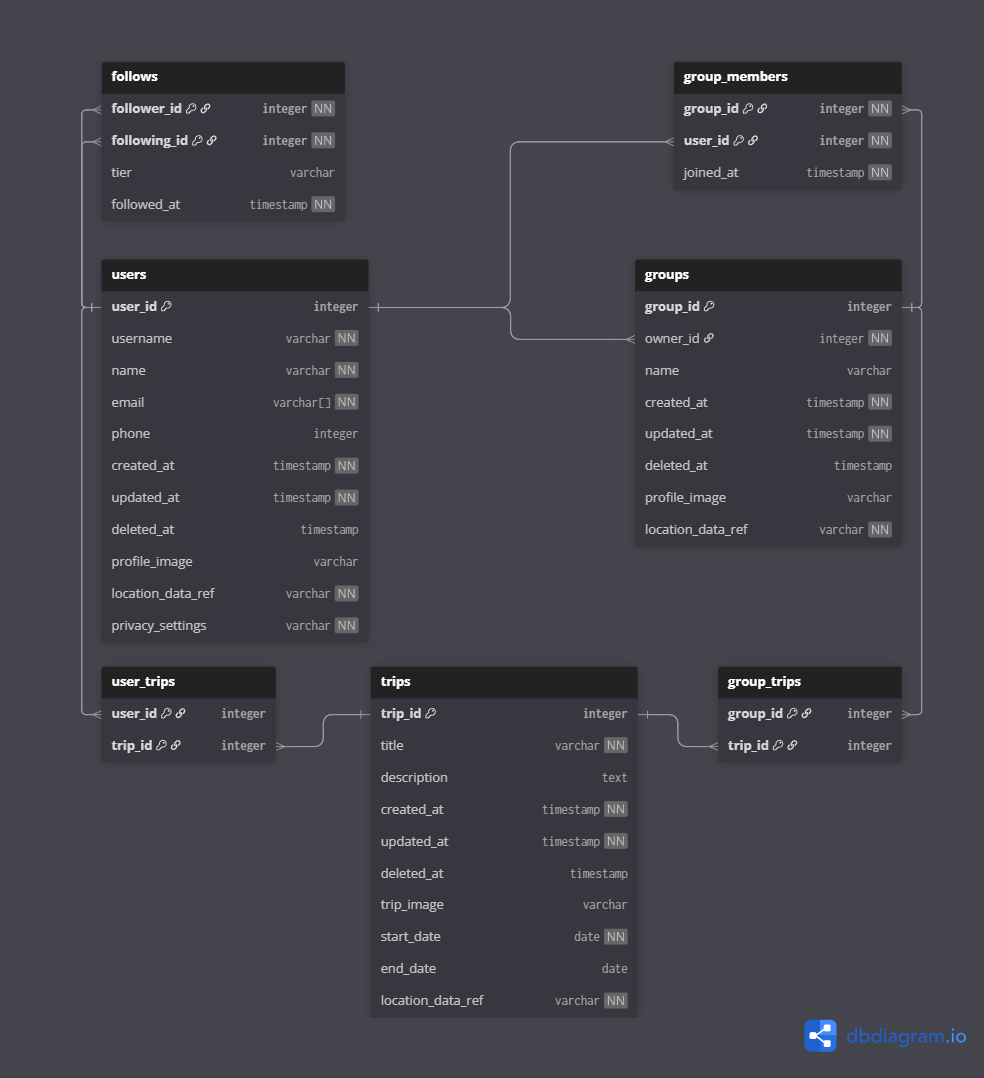 follows
follower_id integer NN
following_id integer NN
tier varchar
followed_at timestamp NN
group_members
group_id integer NN
user_id integer NN
joined_at timestamp NN
users
user_id integer
username varchar NN
name varchar NN
email varchar[] NN
phone integer
created_at timestamp NN
updated_at timestamp NN
deleted_at timestamp
profile_image varchar
location_data_ref varchar NN
privacy_settings varchar NN
groups
group_id integer
owner_id integer NN
name varchar
created_at timestamp NN
updated_at timestamp NN
deleted_at timestamp
profile_image varchar
location_data_ref varchar NN
user_trips
user_id integer
trip_id integer
trips
trip_id integer
title varchar NN
description text
created_at timestamp NN
updated_at timestamp NN
deleted_at timestamp
trip_image varchar
start_date date NN
end_date date
location_data_ref varchar NN
group_trips
group_id integer
trip_id integer
dbdiagram.io